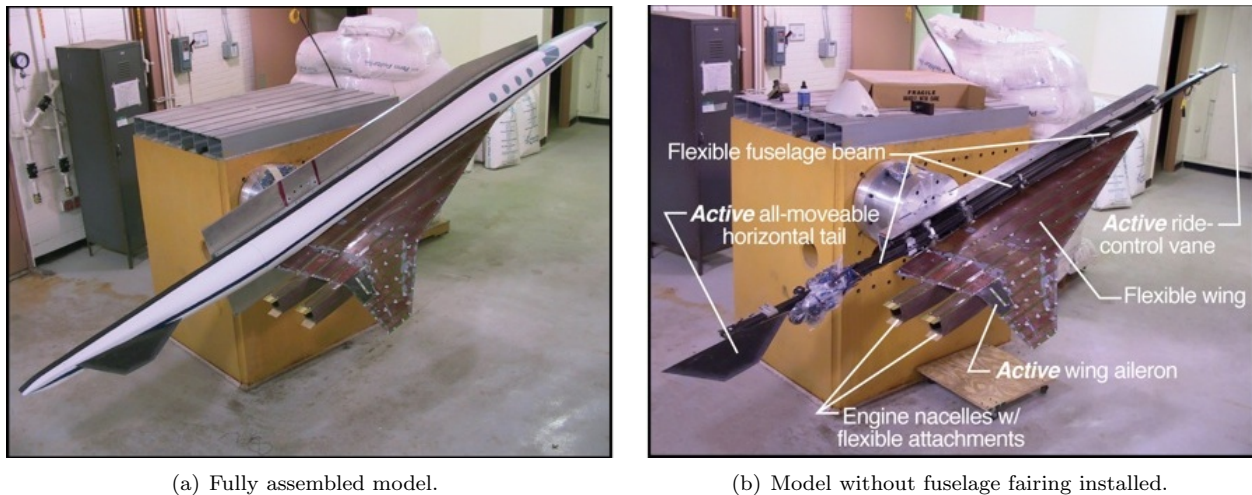 FRAGILE
Flexible fuselage beam
Active all-moveable
horizontal tail
Active ride-
control vane
Flexible wing
Active wing aileron
Engine nacelles w/
flexible attachments
(a) Fully assembled model.
(b) Model without fuselage fairing installed.